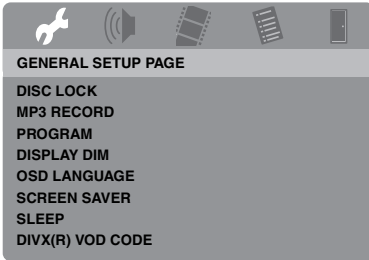 GENERAL SETUP PAGE
DISC LOCK
MP3 RECORD
PROGRAM
DISPLAY DIM
OSD LANGUAGE
SCREEN SAVER
SLEEP
DIVX(R) VOD CODE